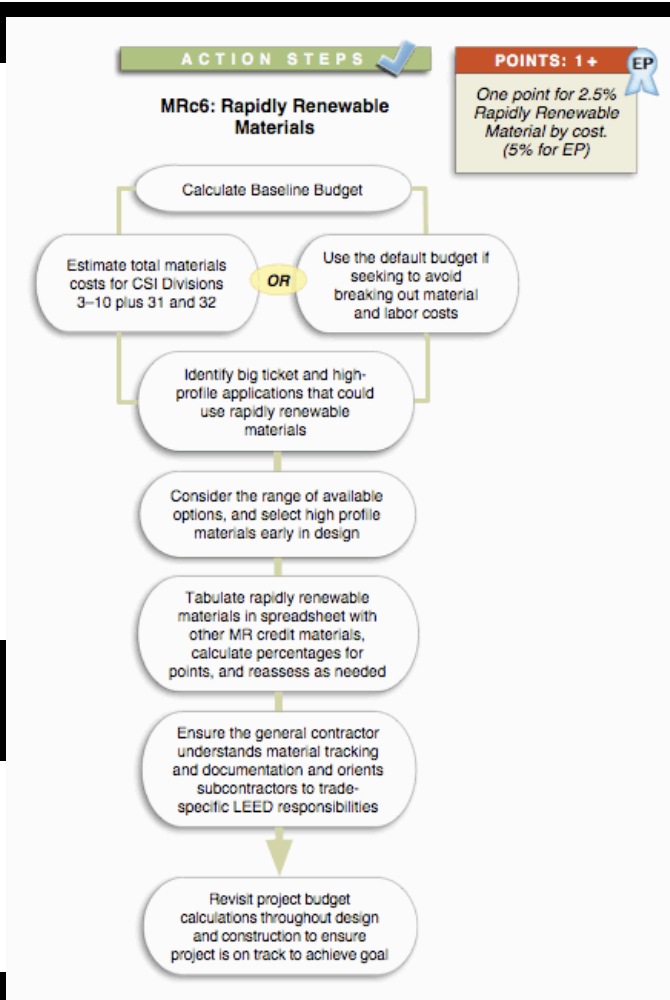 ACTION STEPS
POINTS: 1+
EP
One point for 2.5%
Rapidly Renewable
Material by cost.
(5% for EP)
MRc6: Rapidly Renewable
Materials
Calculate Baseline Budget
Estimate total materials
costs for CSI Divisions
3–10 plus 31 and 32
OR
Use the default budget if
seeking to avoid
breaking out material
and labor costs
Identify big ticket and high-
profile applications that could
use rapidly renewable
materials
Consider the range of available
options, and select high profile
materials early in design
Tabulate rapidly renewable
materials in spreadsheet with
other MR credit materials,
calculate percentages for
points, and reassess as needed
Ensure the general contractor
understands material tracking
and documentation and orients
subcontractors to trade-
specific LEED responsibilities
Revisit project budget
calculations throughout design
and construction to ensure
project is on track to achieve goal